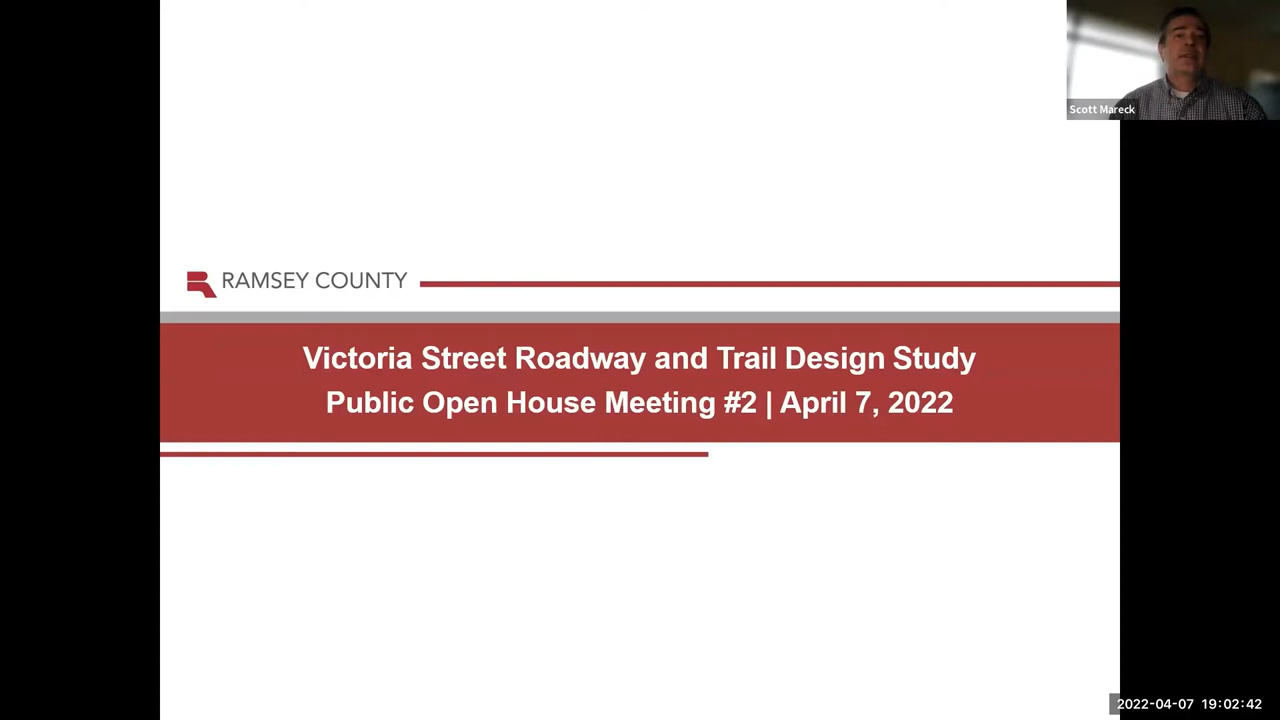 Scott Mareck
RAMSEY COUNTY
Victoria Street Roadway and Trail Design Study
Public Open House Meeting #2 | April 7, 2022
2022-04-07 19:02:42